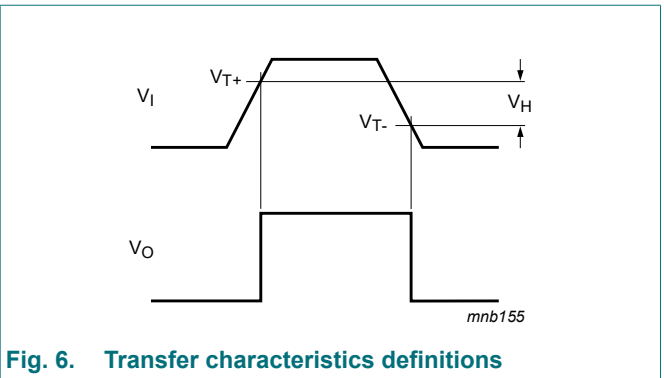 VT+
VI
VH
VT-
VO
mnb155
Fig. 6. Transfer characteristics definitions